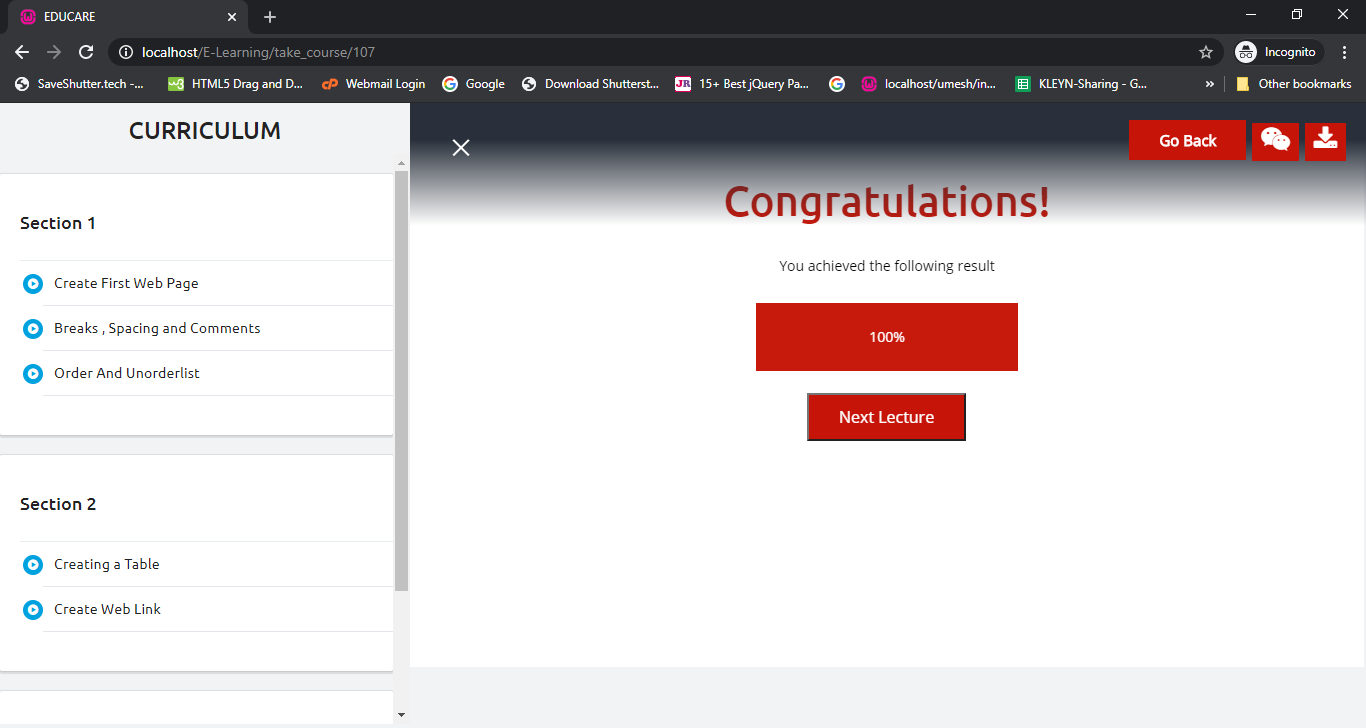 EDUCARE
localhost/E-Learning/take_course/107
Incognito
SaveShutter.tech -...
HTML5 Drag and D...
Webmail Login
Google
Download Shutterst...
JR 15+ Best jQuery Pa...
localhost/umesh/in...
KLEYN-Sharing - G...
»
Other bookmarks
CURRICULUM
Section 1
Create First Web Page
Breaks , Spacing and Comments
Order And Unorderlist
Section 2
Creating a Table
Create Web Link
Go Back
Congratulations!
You achieved the following result
100%
Next Lecture